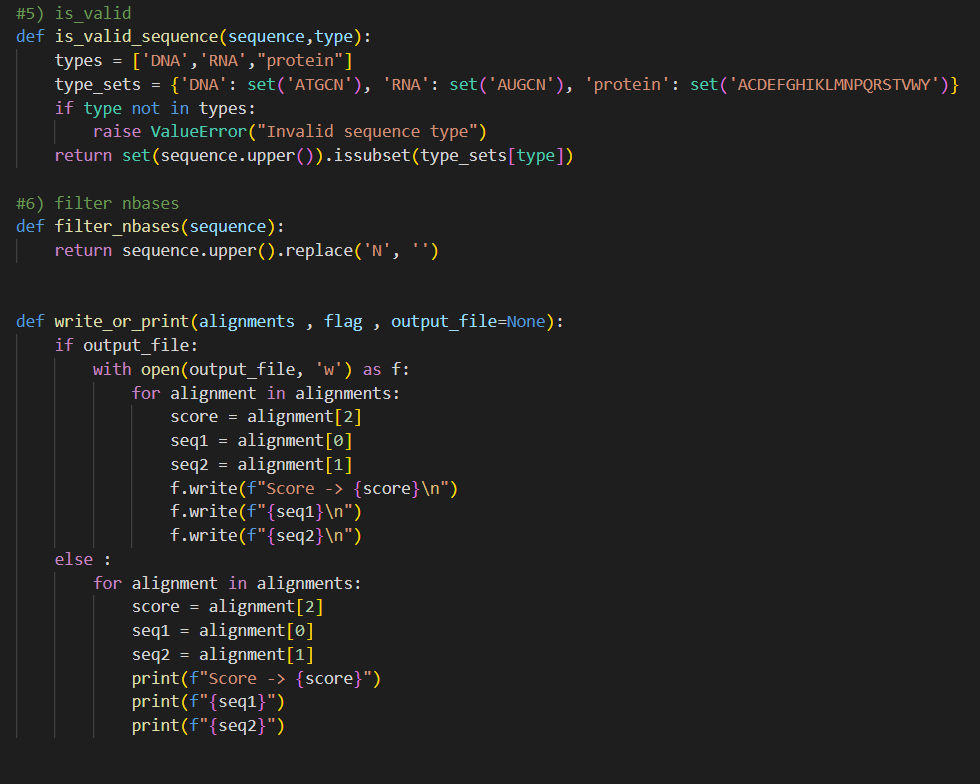 #5) is_valid
def is_valid_sequence(sequence,type):
    types = ['DNA','RNA',"protein"]
    type_sets = {'DNA': set('ATGCN'), 'RNA': set('AUGCN'), 'protein': set('ACDEFGHIKLMNPQRSTVWY')}
    if type not in types:
        raise ValueError("Invalid sequence type")
    return set(sequence.upper()).issubset(type_sets[type])
#6) filter nbases
def filter_nbases(sequence):
    return sequence.upper().replace('N', '')
def write_or_print(alignments , flag , output_file=None):
    if output_file:
        with open(output_file, 'w') as f:
            for alignment in alignments:
                score = alignment[2]
                seq1 = alignment[0]
                seq2 = alignment[1]
                f.write(f"Score -> {score}\n")
                f.write(f"{seq1}\n")
                f.write(f"{seq2}\n")
    else :
        for alignment in alignments:
            score = alignment[2]
            seq1 = alignment[0]
            seq2 = alignment[1]
            print(f"Score -> {score}")
            print(f"{seq1}")
            print(f"{seq2}")